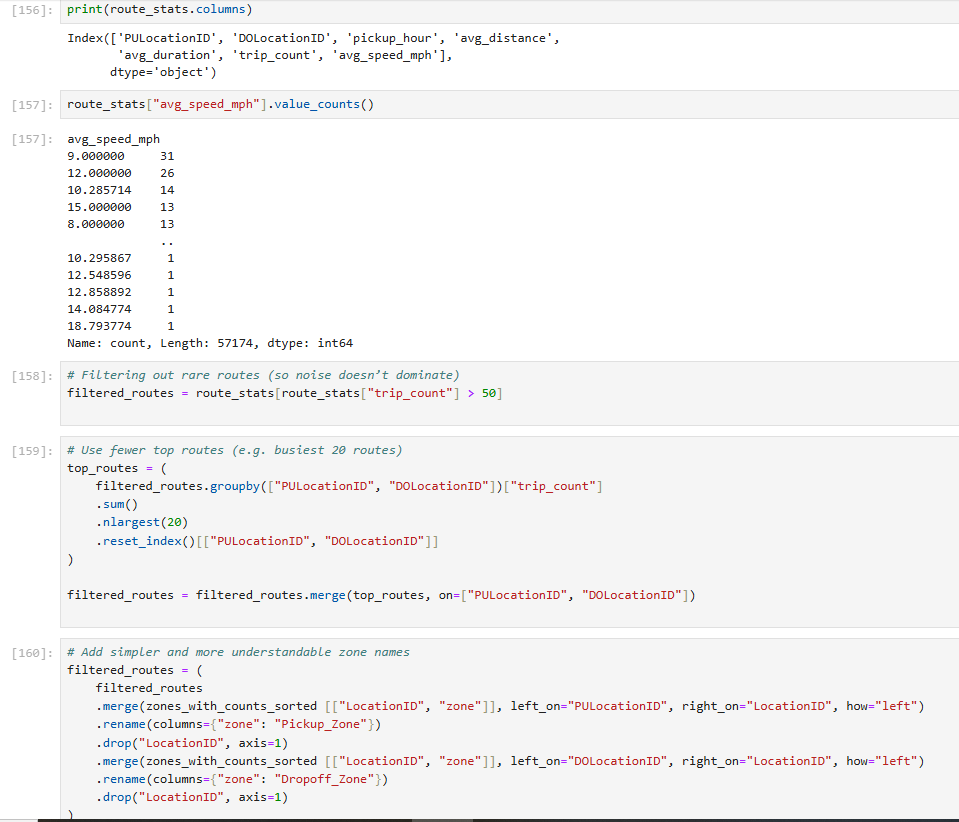 [156]: print(route_stats.columns)
Index(['PULocationID', 'DOLocationID', 'pickup_hour', 'avg_distance',
       'avg_duration', 'trip_count', 'avg_speed_mph'],
      dtype='object')
[157]: route_stats["avg_speed_mph"].value_counts()
[157]: avg_speed_mph
9.000000     31
12.000000    26
10.285714    14
15.000000    13
8.000000     13
             ..
10.295867     1
12.548596     1
12.858892     1
14.084774     1
18.793774     1
Name: count, Length: 57174, dtype: int64
[158]: # Filtering out rare routes (so noise doesn’t dominate)
filtered_routes = route_stats[route_stats["trip_count"] > 50]
[159]: # Use fewer top routes (e.g. busiest 20 routes)
top_routes = (
    filtered_routes.groupby(["PULocationID", "DOLocationID"])["trip_count"]
    .sum()
    .nlargest(20)
    .reset_index()[["PULocationID", "DOLocationID"]]
)
filtered_routes = filtered_routes.merge(top_routes, on=["PULocationID", "DOLocationID"])
[160]: # Add simpler and more understandable zone names
filtered_routes = (
    filtered_routes
    .merge(zones_with_counts_sorted [["LocationID", "zone"]], left_on="PULocationID", right_on="LocationID", how="left")
    .rename(columns={"zone": "Pickup_Zone"})
    .drop("LocationID", axis=1)
    .merge(zones_with_counts_sorted [["LocationID", "zone"]], left_on="DOLocationID", right_on="LocationID", how="left")
    .rename(columns={"zone": "Dropoff_Zone"})
    .drop("LocationID", axis=1)
)